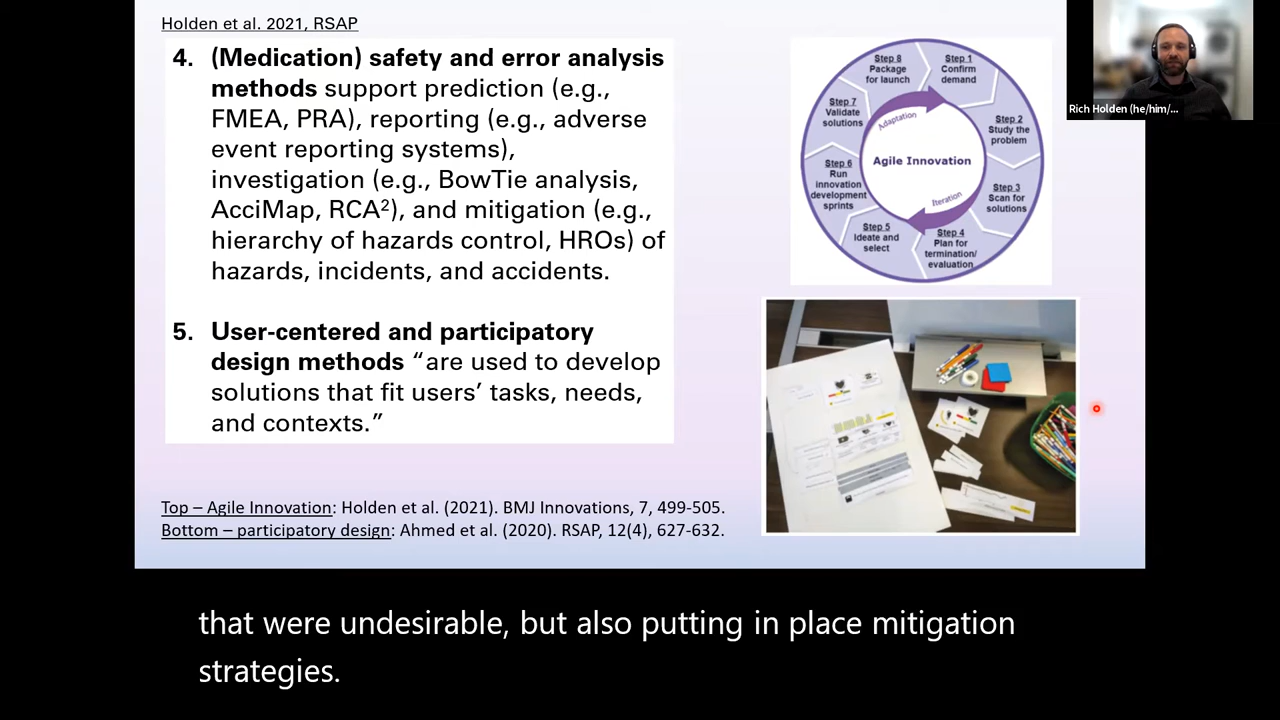 Holden et al. 2021, RSAP
4. (Medication) safety and error analysis
methods support prediction (e.g.,
FMEA, PRA), reporting (e.g., adverse
event reporting systems),
investigation (e.g., BowTie analysis,
AcciMap, RCA²), and mitigation (e.g.,
hierarchy of hazards control, HROs) of
hazards, incidents, and accidents.
5. User-centered and participatory
design methods “are used to develop
solutions that fit users’ tasks, needs,
and contexts.”
Top – Agile Innovation: Holden et al. (2021). BMJ Innovations, 7, 499-505.
Bottom – participatory design: Ahmed et al. (2020). RSAP, 12(4), 627-632.
Step 1
Confirm
demand
Step 2
Study the
problem
Step 3
Scan for
solutions
Step 4
Plan for
termination/
evaluation
Step 5
Ideate and
select
Step 6
Run
innovation
development
sprints
Step 7
Validate
solutions
Step 8
Package
for launch
Adaptation
Agile Innovation
Iteration
Rich Holden (he/him/...
that were undesirable, but also putting in place mitigation
strategies.